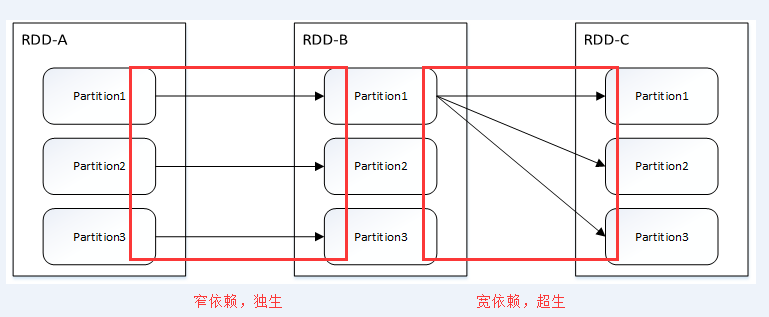 RDD-A RDD-B RDD-C
Partition1 Partition1 Partition1
Partition2 Partition2 Partition2
Partition3 Partition3 Partition3
窄依赖，独生 宽依赖，超生